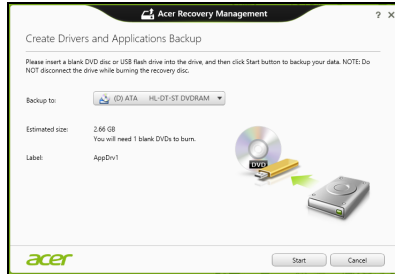 Acer Recovery Management
? X
Create Drivers and Applications Backup
Please insert a blank DVD disc or USB flash drive into the drive, and then click Start button to backup your data. NOTE: Do
NOT disconnect the drive while burning the recovery disc.
Backup to: (D) ATA HL-DT-ST DVDRAM
Estimated size: 2.66 GB
You will need 1 blank DVDs to burn.
Label: AppDrv1
DVD
acer Start Cancel